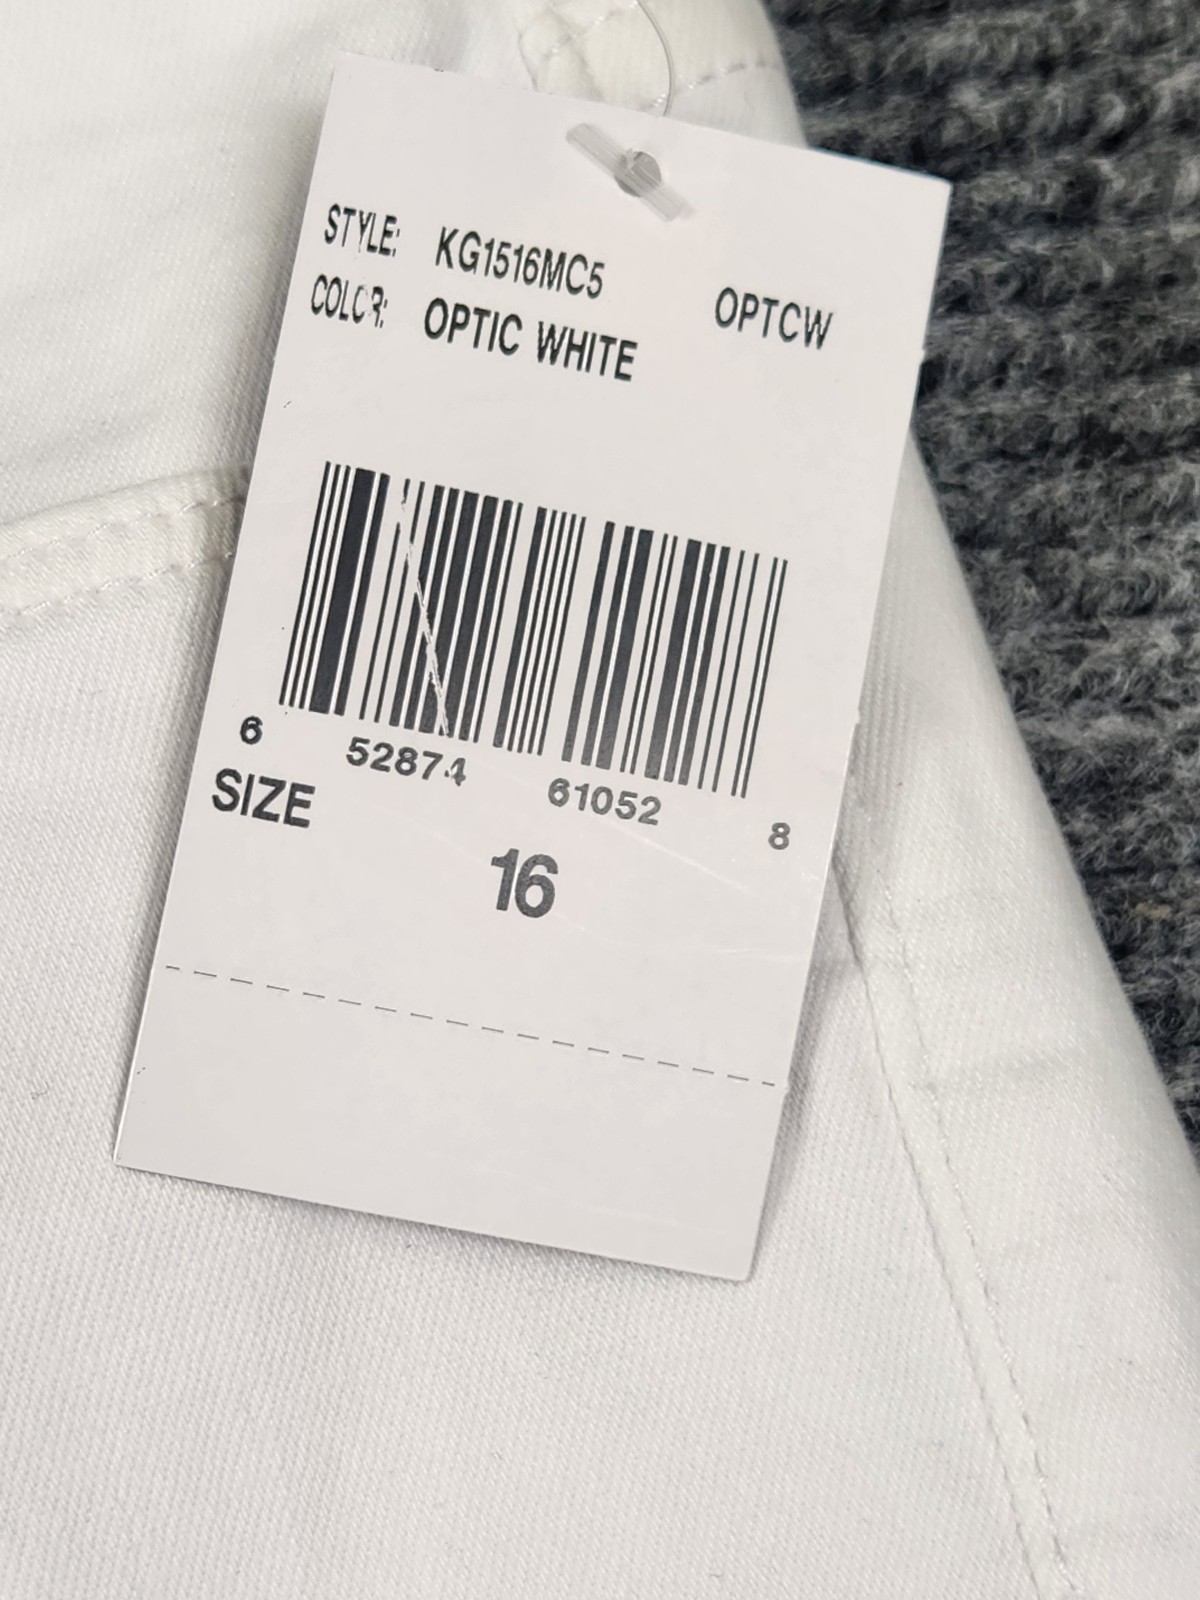 STYLE: KG1516MC5 OPTCW
COLOR: OPTIC WHITE
6 52874 61052 8
SIZE
16